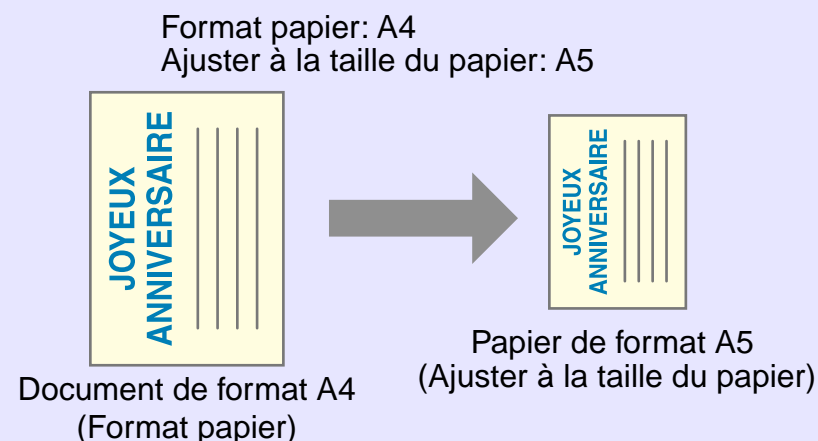 Format papier: A4
Ajuster à la taille du papier: A5
JOYEUX
ANNIVERSAIRE
JOYEUX
ANNIVERSAIRE
Document de format A4
(Format papier)
Papier de format A5
(Ajuster à la taille du papier)